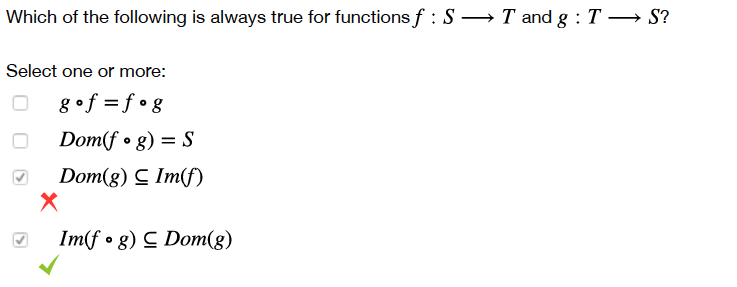 Which of the following is always true for functions f : S ⟶ T and g : T ⟶ S?
Select one or more:
g ∘ f = f ∘ g
Dom(f ∘ g) = S
Dom(g) ⊆ Im(f)
Im(f ∘ g) ⊆ Dom(g)